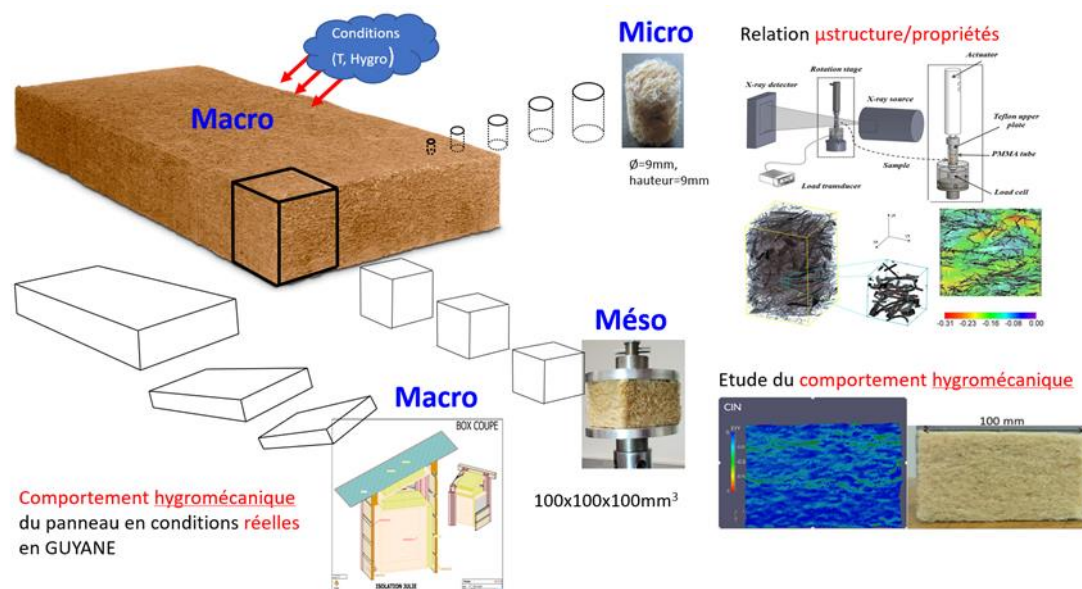 Conditions
(T, Hygro)
Macro
Micro
Ø=9mm,
hauteur=9mm
Relation µstructure/propriétés
Actuator
Rotation stage
X-ray detector
X-ray source
Teflon upper
plate
PMMA tube
Sample
Load transducer
Load cell
-0.31 -0.23 -0.16 -0.08 0.00
Méso
100x100x100mm3
Etude du comportement hygromécanique
CIN
100 mm
Macro
BOX COUPE
ISOLATION JULIE
Comportement hygromécanique
du panneau en conditions réelles
en GUYANE